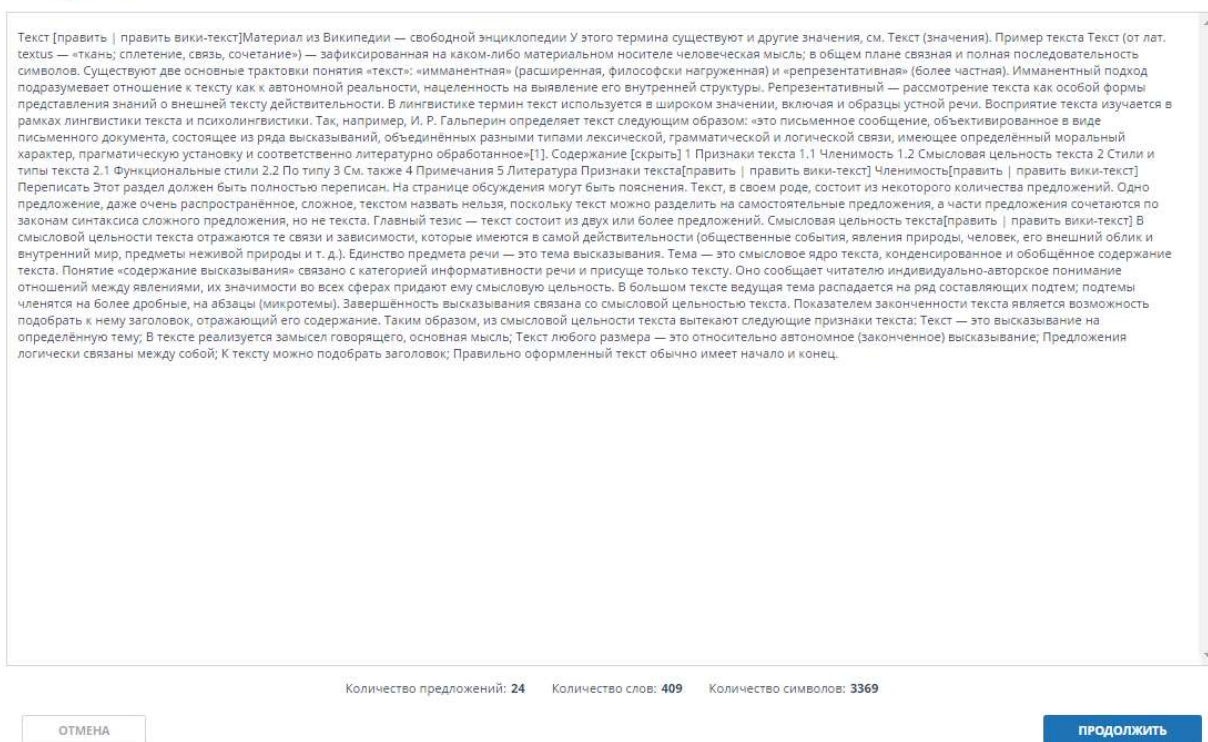 Текст [править | править вики-текст]Материал из Википедии — свободной энциклопедии У этого термина существуют и другие значения, см. Текст (значения). Пример текста Текст (от лат.
textus — «ткань; сплетение, связь, сочетание») — зафиксированная на каком-либо материальном носителе человеческая мысль; в общем плане связная и полная последовательность
символов. Существуют две основные трактовки понятия «текст»: «имманентная» (расширенная, философски нагруженная) и «репрезентативная» (более частная). Имманентный подход
подразумевает отношение к тексту как к автономной реальности, нацеленность на выявление его внутренней структуры. Репрезентативный — рассмотрение текста как особой формы
представления знаний о внешней тексту действительности. В лингвистике термин текст используется в широком значении, включая и образцы устной речи. Восприятие текста изучается в
рамках лингвистики текста и психолингвистики. Так, например, И. Р. Гальперин определяет текст следующим образом: «это письменное сообщение, объективированное в виде
письменного документа, состоящее из ряда высказываний, объединённых разными типами лексической, грамматической и логической связи, имеющее определённый моральный
характер, прагматическую установку и соответственно литературно обработанное»[1]. Содержание [скрыть] 1 Признаки текста 1.1 Членимость 1.2 Смысловая цельность текста 2 Стили и
типы текста 2.1 Функциональные стили 2.2 По типу 3 См. также 4 Примечания 5 Литература Признаки текста[править | править вики-текст] Членимость[править | править вики-текст]
Переписать Этот раздел должен быть полностью переписан. На странице обсуждения могут быть пояснения. Текст, в своем роде, состоит из некоторого количества предложений. Одно
предложение, даже очень распространённое, сложное, текстом назвать нельзя, поскольку текст можно разделить на самостоятельные предложения, а части предложения сочетаются по
законам синтаксиса сложного предложения, но не текста. Главный тезис — текст состоит из двух или более предложений. Смысловая цельность текста[править | править вики-текст] В
смысловой цельности текста отражаются те связи и зависимости, которые имеются в самой действительности (общественные события, явления природы, человек, его внешний облик и
внутренний мир, предметы неживой природы и т. д.). Единство предмета речи — это тема высказывания. Тема — это смысловое ядро текста, конденсированное и обобщённое содержание
текста. Понятие «содержание высказывания» связано с категорией информативности речи и присуще только тексту. Оно сообщает читателю индивидуально-авторское понимание
отношений между явлениями, их значимости во всех сферах придают ему смысловую цельность. В большом тексте ведущая тема распадается на ряд составляющих подтем; подтемы
членятся на более дробные, на абзацы (микротемы). Завершённость высказывания связана со смысловой цельностью текста. Показателем законченности текста является возможность
подобрать к нему заголовок, отражающий его содержание. Таким образом, из смысловой цельности текста вытекают следующие признаки текста: Текст — это высказывание на
определённую тему; В тексте реализуется замысел говорящего, основная мысль; Текст любого размера — это относительно автономное (законченное) высказывание; Предложения
логически связаны между собой; К тексту можно подобрать заголовок; Правильно оформленный текст обычно имеет начало и конец.
Количество предложений: 24 Количество слов: 409 Количество символов: 3369
ОТМЕНА ПРОДОЛЖИТЬ